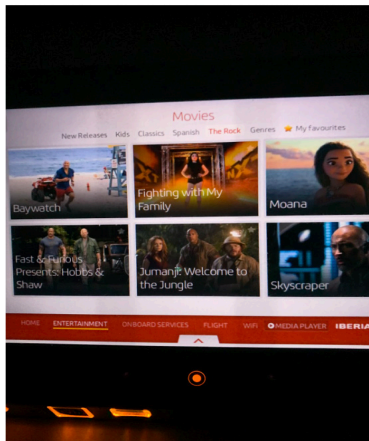 Movies
New Releases Kids Classics Spanish The Rock Genres My favourites
Baywatch
Fighting with My
Family
Moana
Fast & Furious
Presents: Hobbs &
Shaw
Jumanji: Welcome to
the Jungle
Skyscraper
HOME ENTERTAINMENT ONBOARD SERVICES FLIGHT WIFI MEDIA PLAYER IBERIA